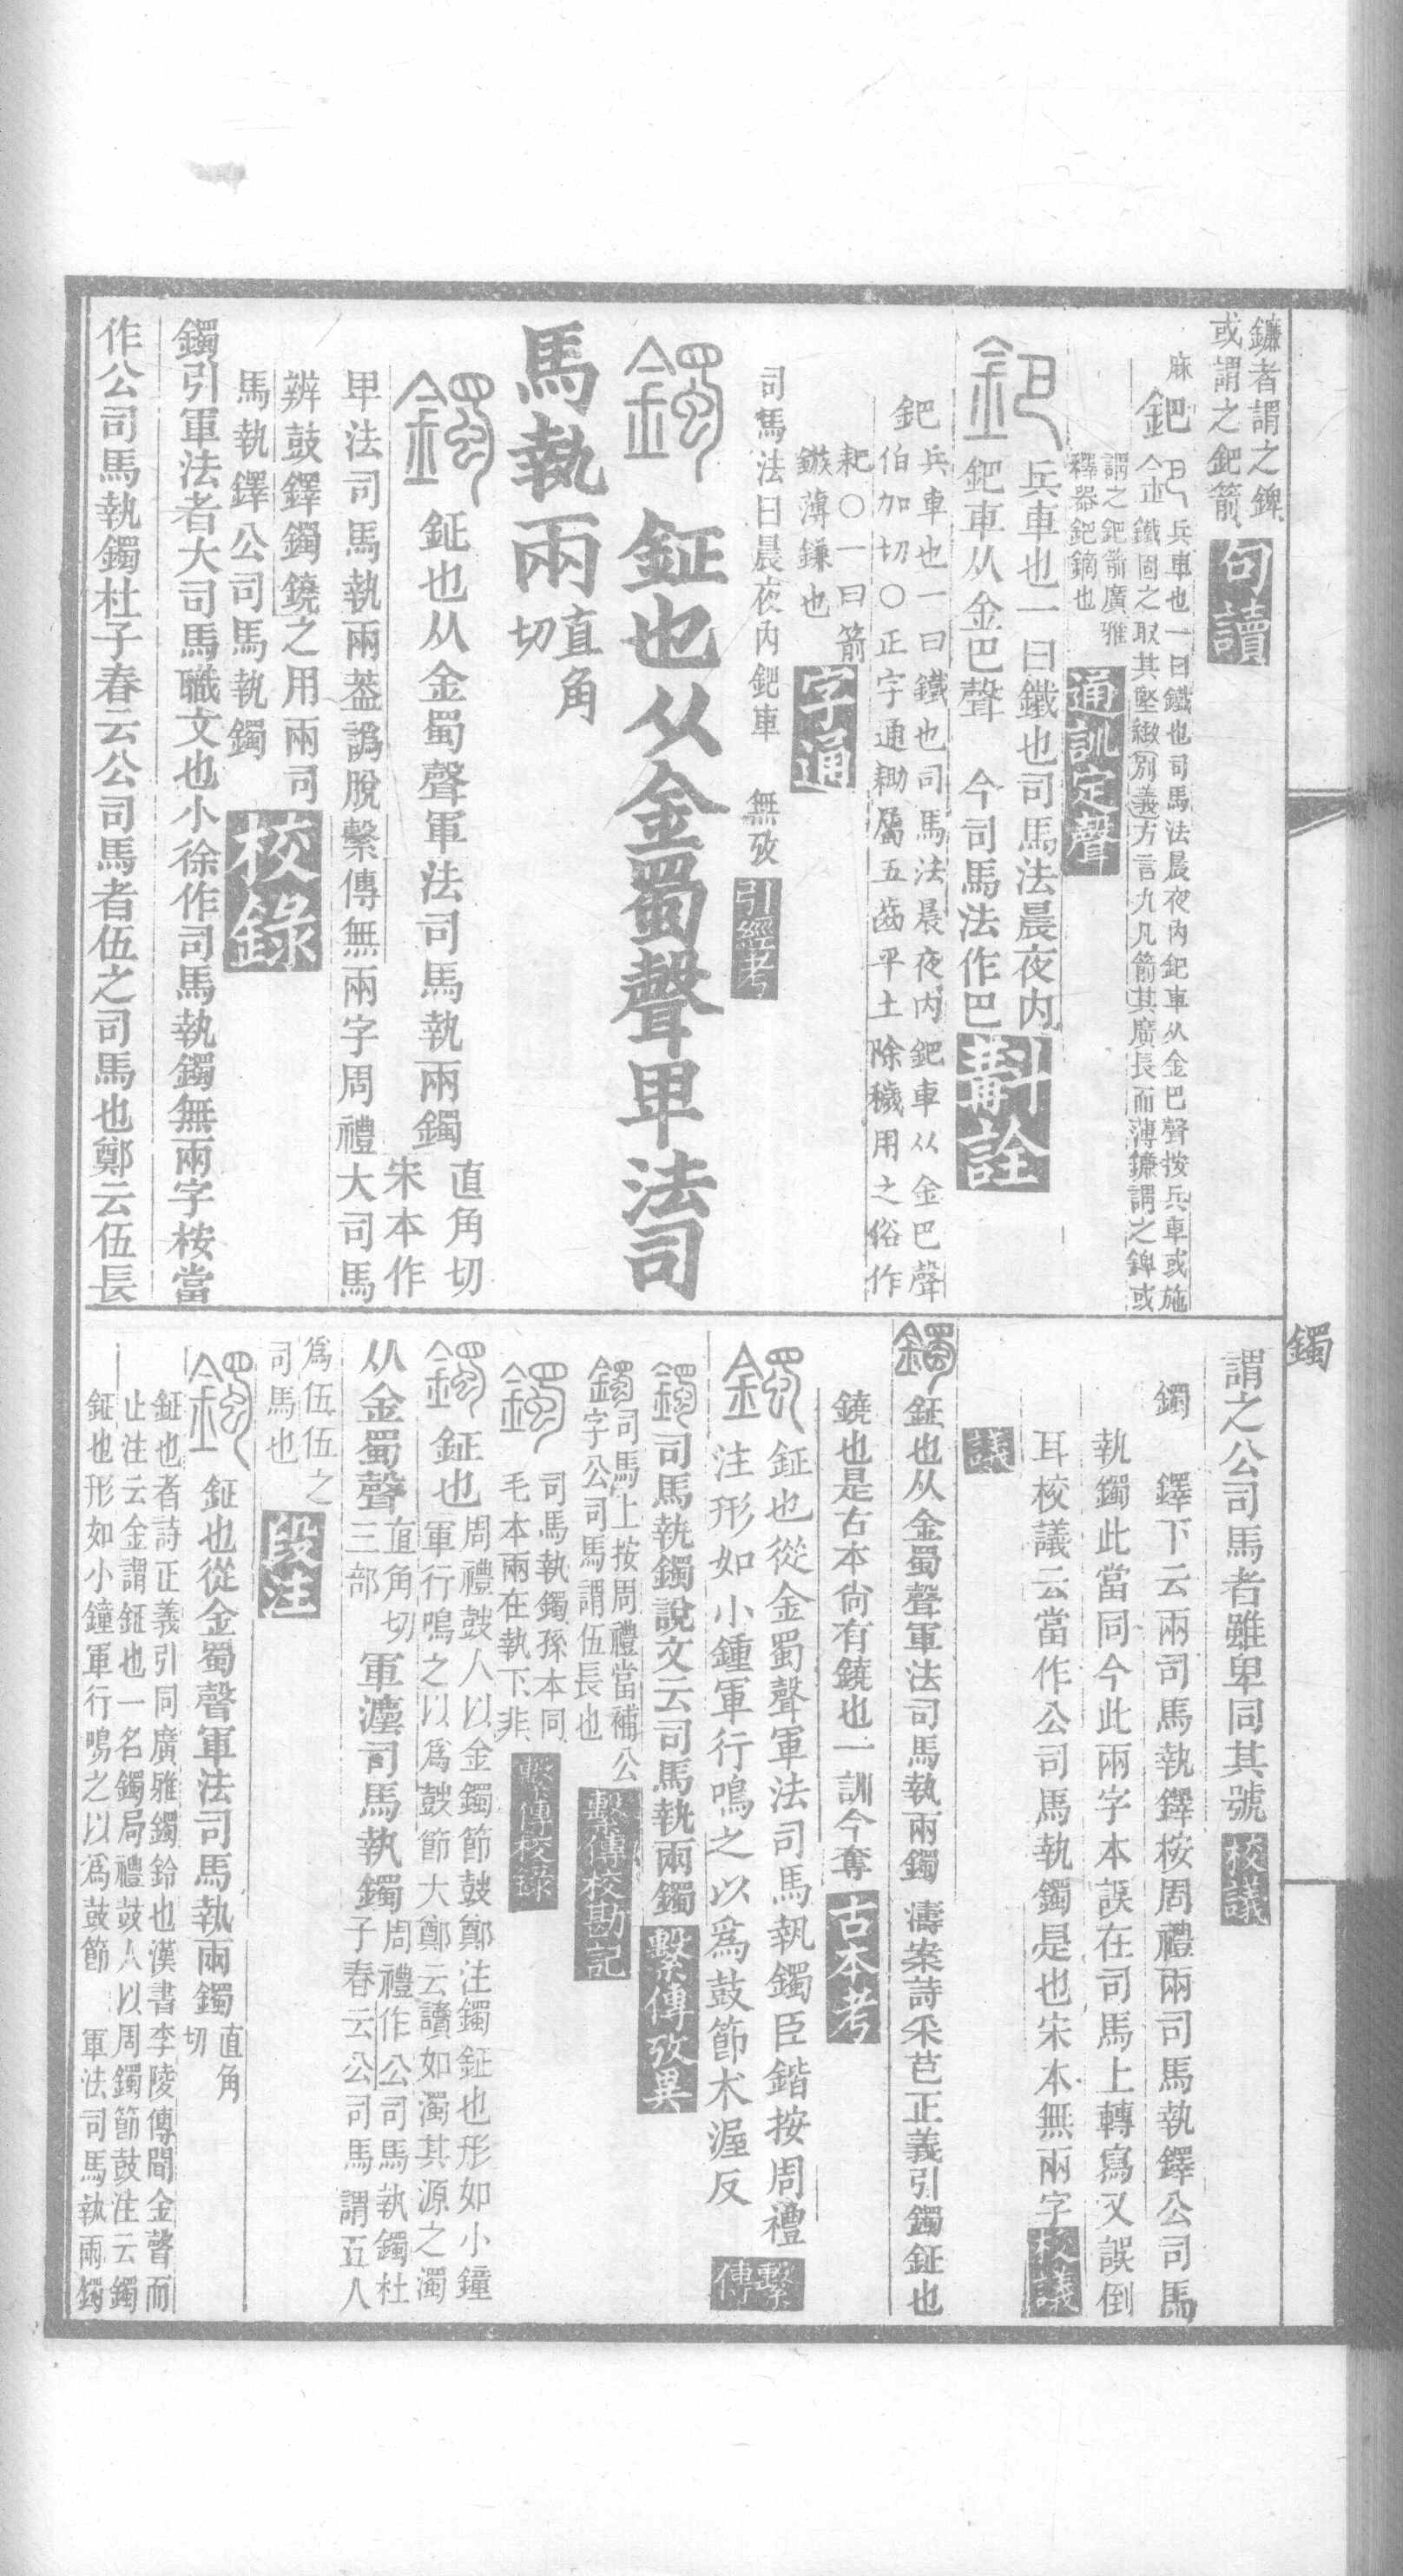 鐮者謂之錍
或謂之鈀箭 句讀
麻
鈀 兵車也一曰鐵也司馬法晨夜內鈀車从金巴聲按兵車或施
金巫鐵固之取其堅緻別義方言九凡箭其廣長而薄鐮謂之錍或
謂之鈀箭廣雅
釋器鈀鏑也 通訓定聲
鈀 兵車也一曰鐵也司馬法晨夜內
鈀車从金巴聲 今司馬法作巴 斠詮
鈀 兵車也一曰鐵也司馬法晨夜內鈀車从金巴聲
伯加切○正字通耡屬五齒平土除穢用之俗作
耙○一曰箭
鏃薄鐮也 字通
司馬法曰晨夜內鈀車 無攷 引經考
鐲 鉦也从金蜀聲軍法司
馬執兩 直角
切
鐲 鉦也从金蜀聲軍法司馬執兩鐲 直角切
宋本作
軍法司馬執兩葢譌脫繫傳無兩字周禮大司馬
辨鼓鐸鐲鐃之用兩司
馬執鐸公司馬執鐲 校錄
鐲引軍法者大司馬職文也小徐作司馬執鐲無兩字桉當
作公司馬執鐲杜子春云公司馬者伍之司馬也鄭云伍長
鐲
謂之公司馬者雖卑同其號 校議
鐲 鐸下云兩司馬執鐸桉周禮兩司馬執鐸公司馬
執鐲此當同今此兩字本誤在司馬上轉寫又誤倒
耳校議云當作公司馬執鐲是也宋本無兩字 校議
議
鐲 鉦也从金蜀聲軍法司馬執兩鐲 濤案詩采芑正義引鐲鉦也
鐃也是古本尙有鐃也一訓今奪 古本考
鐲 鉦也從金蜀聲軍法司馬執鐲臣鍇按周禮
注形如小鍾軍行鳴之以爲鼓節术渥反 繫傳
鐲 司馬執鐲說文云司馬執兩鐲 繫傳攷異
鐲 司馬上按周禮當補公
字公司馬謂伍長也 繫傳校勘記
鐲 司馬執鐲孫本同
毛本兩在執下非 繫傳校錄
鐲 鉦也 周禮鼓人以金鐲節鼓鄭注鐲鉦也形如小鐘
軍行鳴之以爲鼓節大鄭云讀如濁其源之濁
从金蜀聲 直角切
三部 軍灋司馬執鐲 周禮作公司馬執鐲杜
子春云公司馬謂五人
爲伍伍之
司馬也 段注
鐲 鉦也從金蜀聲軍法司馬執兩鐲 直角
切
鉦也者詩正義引同廣雅鐲鈴也漢書李陵傳聞金聲而
止注云金謂鉦也一名鐲周禮鼓人以周鐲節鼓注云鐲
鉦也形如小鐘軍行鳴之以爲鼓節 軍法司馬執兩鐲